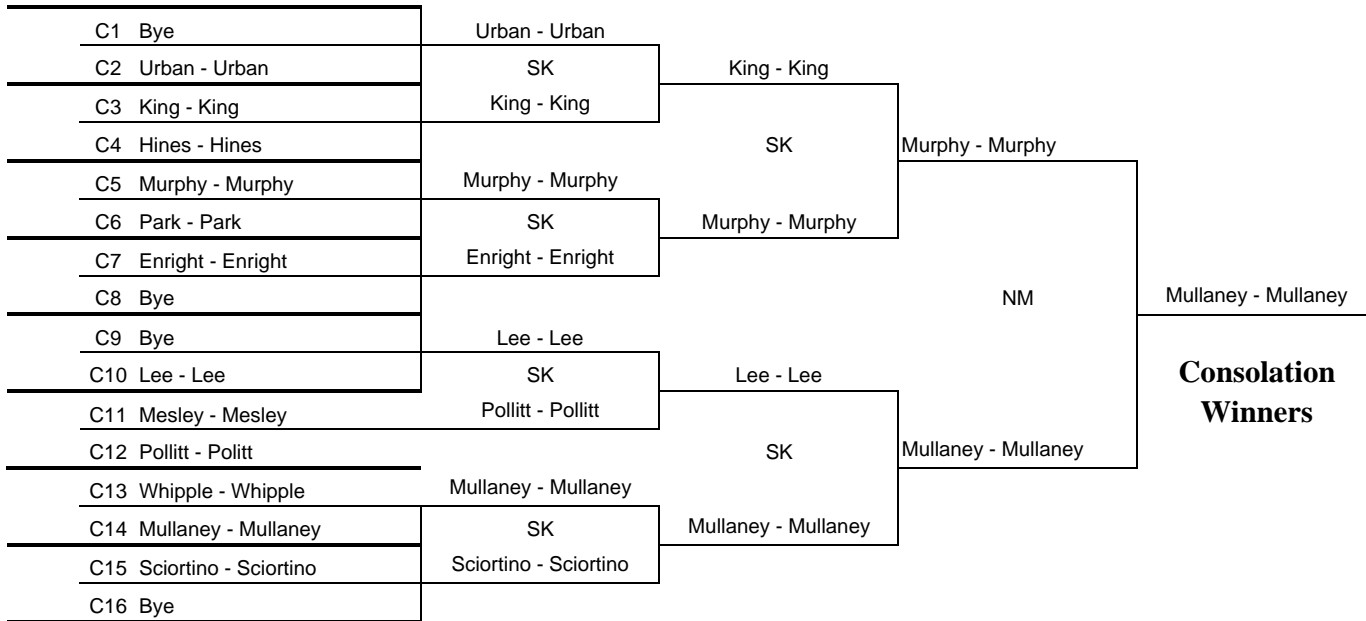 C1 Bye
Urban - Urban
C2 Urban - Urban
SK
King - King
C3 King - King
King - King
C4 Hines - Hines
SK
Murphy - Murphy
C5 Murphy - Murphy
Murphy - Murphy
C6 Park - Park
SK
Murphy - Murphy
C7 Enright - Enright
Enright - Enright
C8 Bye
NM
Mullaney - Mullaney
C9 Bye
Lee - Lee
C10 Lee - Lee
SK
Lee - Lee
Consolation
Winners
C11 Mesley - Mesley
Pollitt - Pollitt
C12 Pollitt - Politt
SK
Mullaney - Mullaney
C13 Whipple - Whipple
Mullaney - Mullaney
C14 Mullaney - Mullaney
SK
Mullaney - Mullaney
C15 Sciortino - Sciortino
Sciortino - Sciortino
C16 Bye